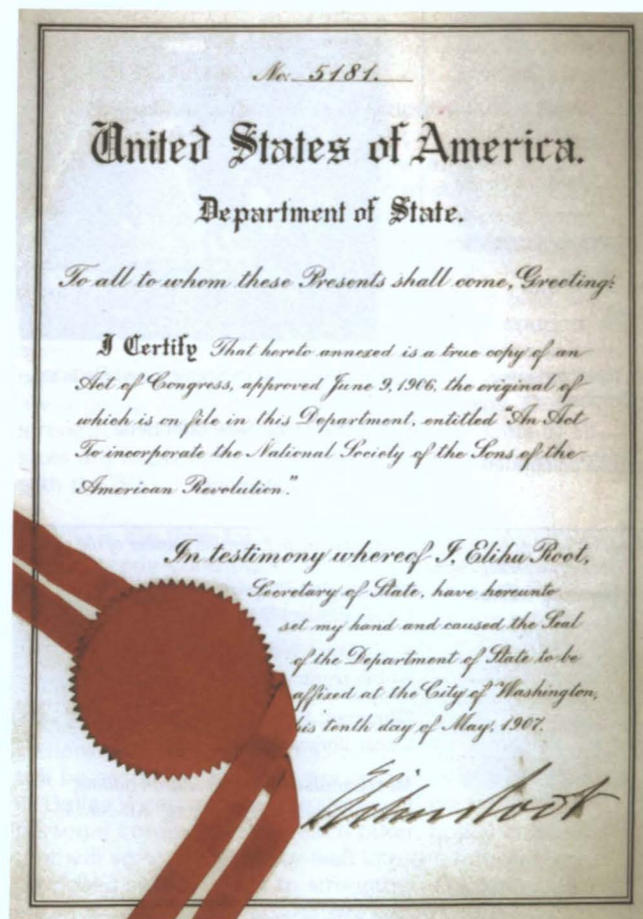 No. 5181.
United States of America.
Department of State.
To all to whom these Presents shall come, Greeting:
I Certify That hereto annexed is a true copy of an
Act of Congress, approved June 9, 1906, the original of
which is on file in this Department, entitled "An Act
To incorporate the National Society of the Sons of the
American Revolution."
In testimony whereof I, Elihu Root,
Secretary of State, have hereunto
set my hand and caused the Seal
of the Department of State to be
affixed at the City of Washington,
his tenth day of May, 1907.
Elihu Root